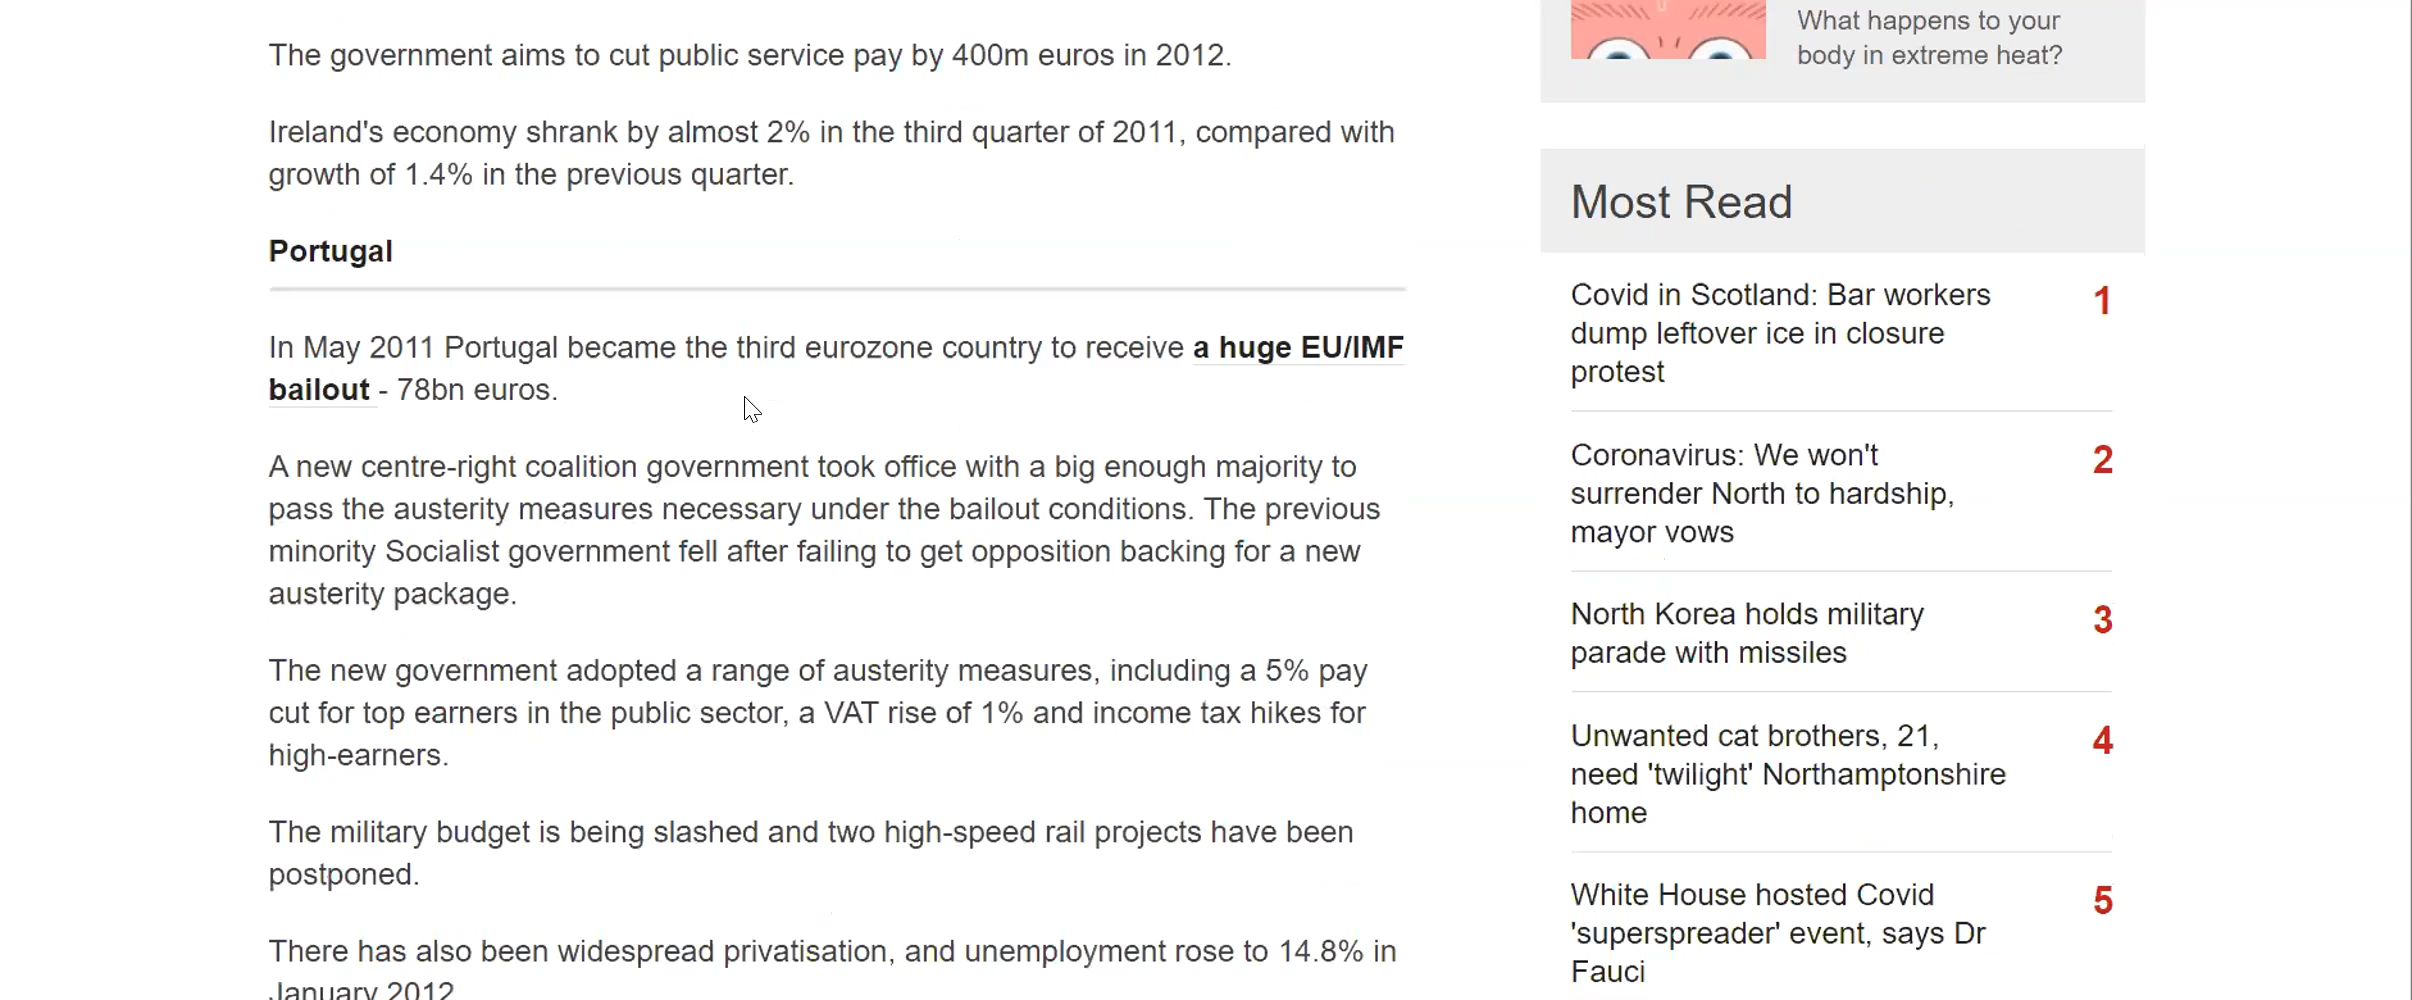 The government aims to cut public service pay by 400m euros in 2012.
Ireland's economy shrank by almost 2% in the third quarter of 2011, compared with
growth of 1.4% in the previous quarter.
Portugal
In May 2011 Portugal became the third eurozone country to receive a huge EU/IMF
bailout - 78bn euros.
A new centre-right coalition government took office with a big enough majority to
pass the austerity measures necessary under the bailout conditions. The previous
minority Socialist government fell after failing to get opposition backing for a new
austerity package.
The new government adopted a range of austerity measures, including a 5% pay
cut for top earners in the public sector, a VAT rise of 1% and income tax hikes for
high-earners.
The military budget is being slashed and two high-speed rail projects have been
postponed.
There has also been widespread privatisation, and unemployment rose to 14.8% in
January 2012
What happens to your
body in extreme heat?
Most Read
Covid in Scotland: Bar workers 1
dump leftover ice in closure
protest
Coronavirus: We won't 2
surrender North to hardship,
mayor vows
North Korea holds military 3
parade with missiles
Unwanted cat brothers, 21, 4
need 'twilight' Northamptonshire
home
White House hosted Covid 5
'superspreader' event, says Dr
Fauci